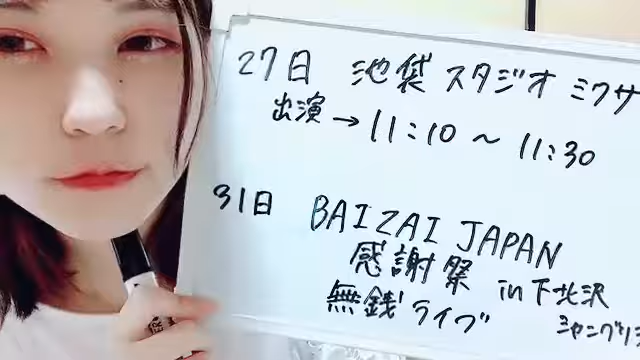 27日 池袋 スタジオ ミクサ
出演 → 11:10 ~ 11:30
31日 BAIZAI JAPAN
感謝祭 in 下北沢
無銭ライブ